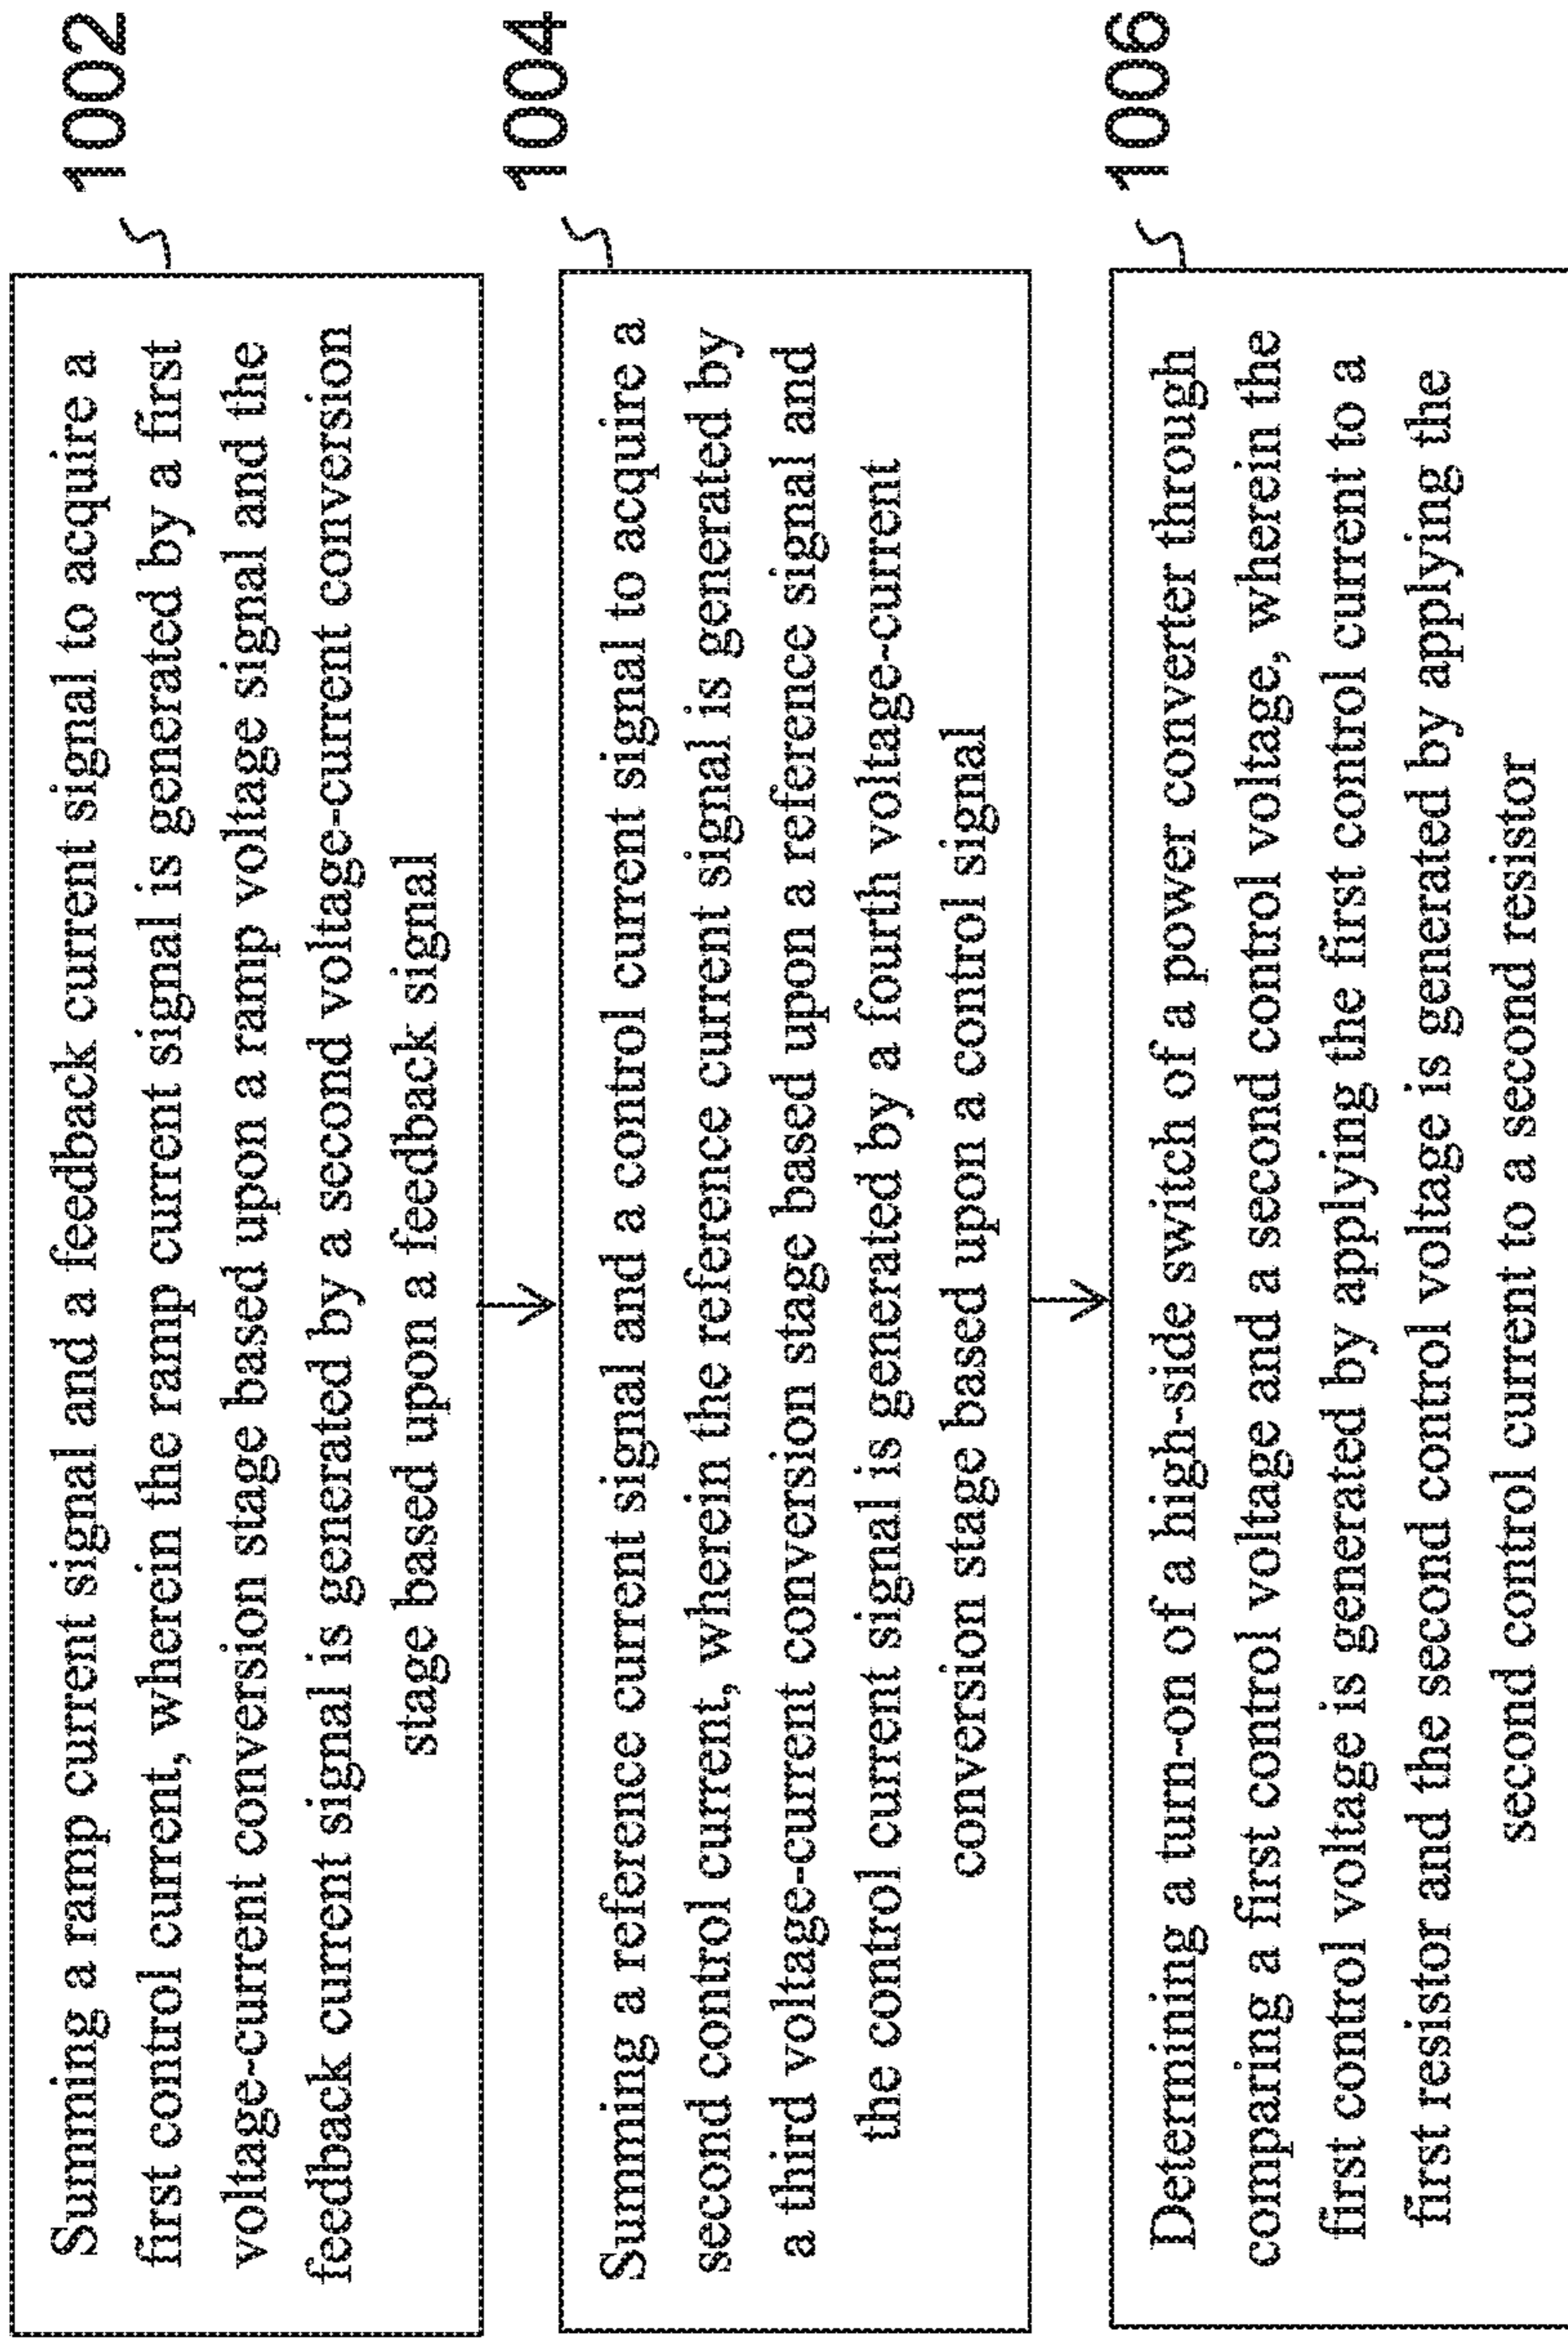 Summing a ramp current signal and a feedback current signal to acquire a
first control current, wherein the ramp current signal is generated by a first
voltage-current conversion stage based upon a ramp voltage signal and the
feedback current signal is generated by a second voltage-current conversion
stage based upon a feedback signal
1002
Summing a reference current signal and a control current signal to acquire a
second control current, wherein the reference current signal is generated by
a third voltage-current conversion stage based upon a reference signal and
the control current signal is generated by a fourth voltage-current
conversion stage based upon a control signal
1004
Determining a turn-on of a high-side switch of a power converter through
comparing a first control voltage and a second control voltage, wherein the
first control voltage is generated by applying the first control current to a
first resistor and the second control voltage is generated by applying the
second control current to a second resistor
1006